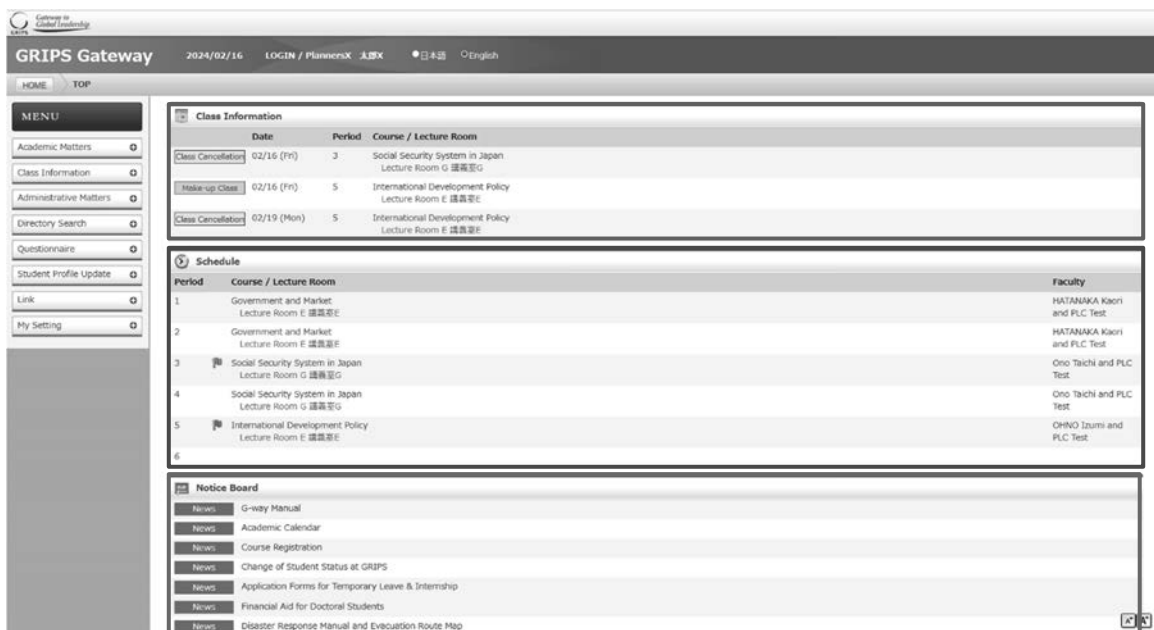 Gateway to
Global Leadership
GRIPS
GRIPS Gateway 2024/02/16 LOGIN / PlannersX 太郎X 日本語 English
HOME TOP
MENU
Academic Matters
Class Information
Administrative Matters
Directory Search
Questionnaire
Student Profile Update
Link
My Setting
Class Information
Date Period Course / Lecture Room
Class Cancellation 02/16 (Fri) 3 Social Security System in Japan
Lecture Room G 講義室G
Make-up Class 02/16 (Fri) 5 International Development Policy
Lecture Room E 講義室E
Class Cancellation 02/19 (Mon) 5 International Development Policy
Lecture Room E 講義室E
Schedule
Period Course / Lecture Room Faculty
1 Government and Market HATANAKA Kaori
Lecture Room E 講義室E and PLC Test
2 Government and Market HATANAKA Kaori
Lecture Room E 講義室E and PLC Test
3 Social Security System in Japan Ono Taichi and PLC
Lecture Room G 講義室G Test
4 Social Security System in Japan Ono Taichi and PLC
Lecture Room G 講義室G Test
5 International Development Policy OHNO Izumi and
Lecture Room E 講義室E PLC Test
6
Notice Board
News G-way Manual
News Academic Calendar
News Course Registration
News Change of Student Status at GRIPS
News Application Forms for Temporary Leave & Internship
News Financial Aid for Doctoral Students
News Disaster Response Manual and Evacuation Route Map